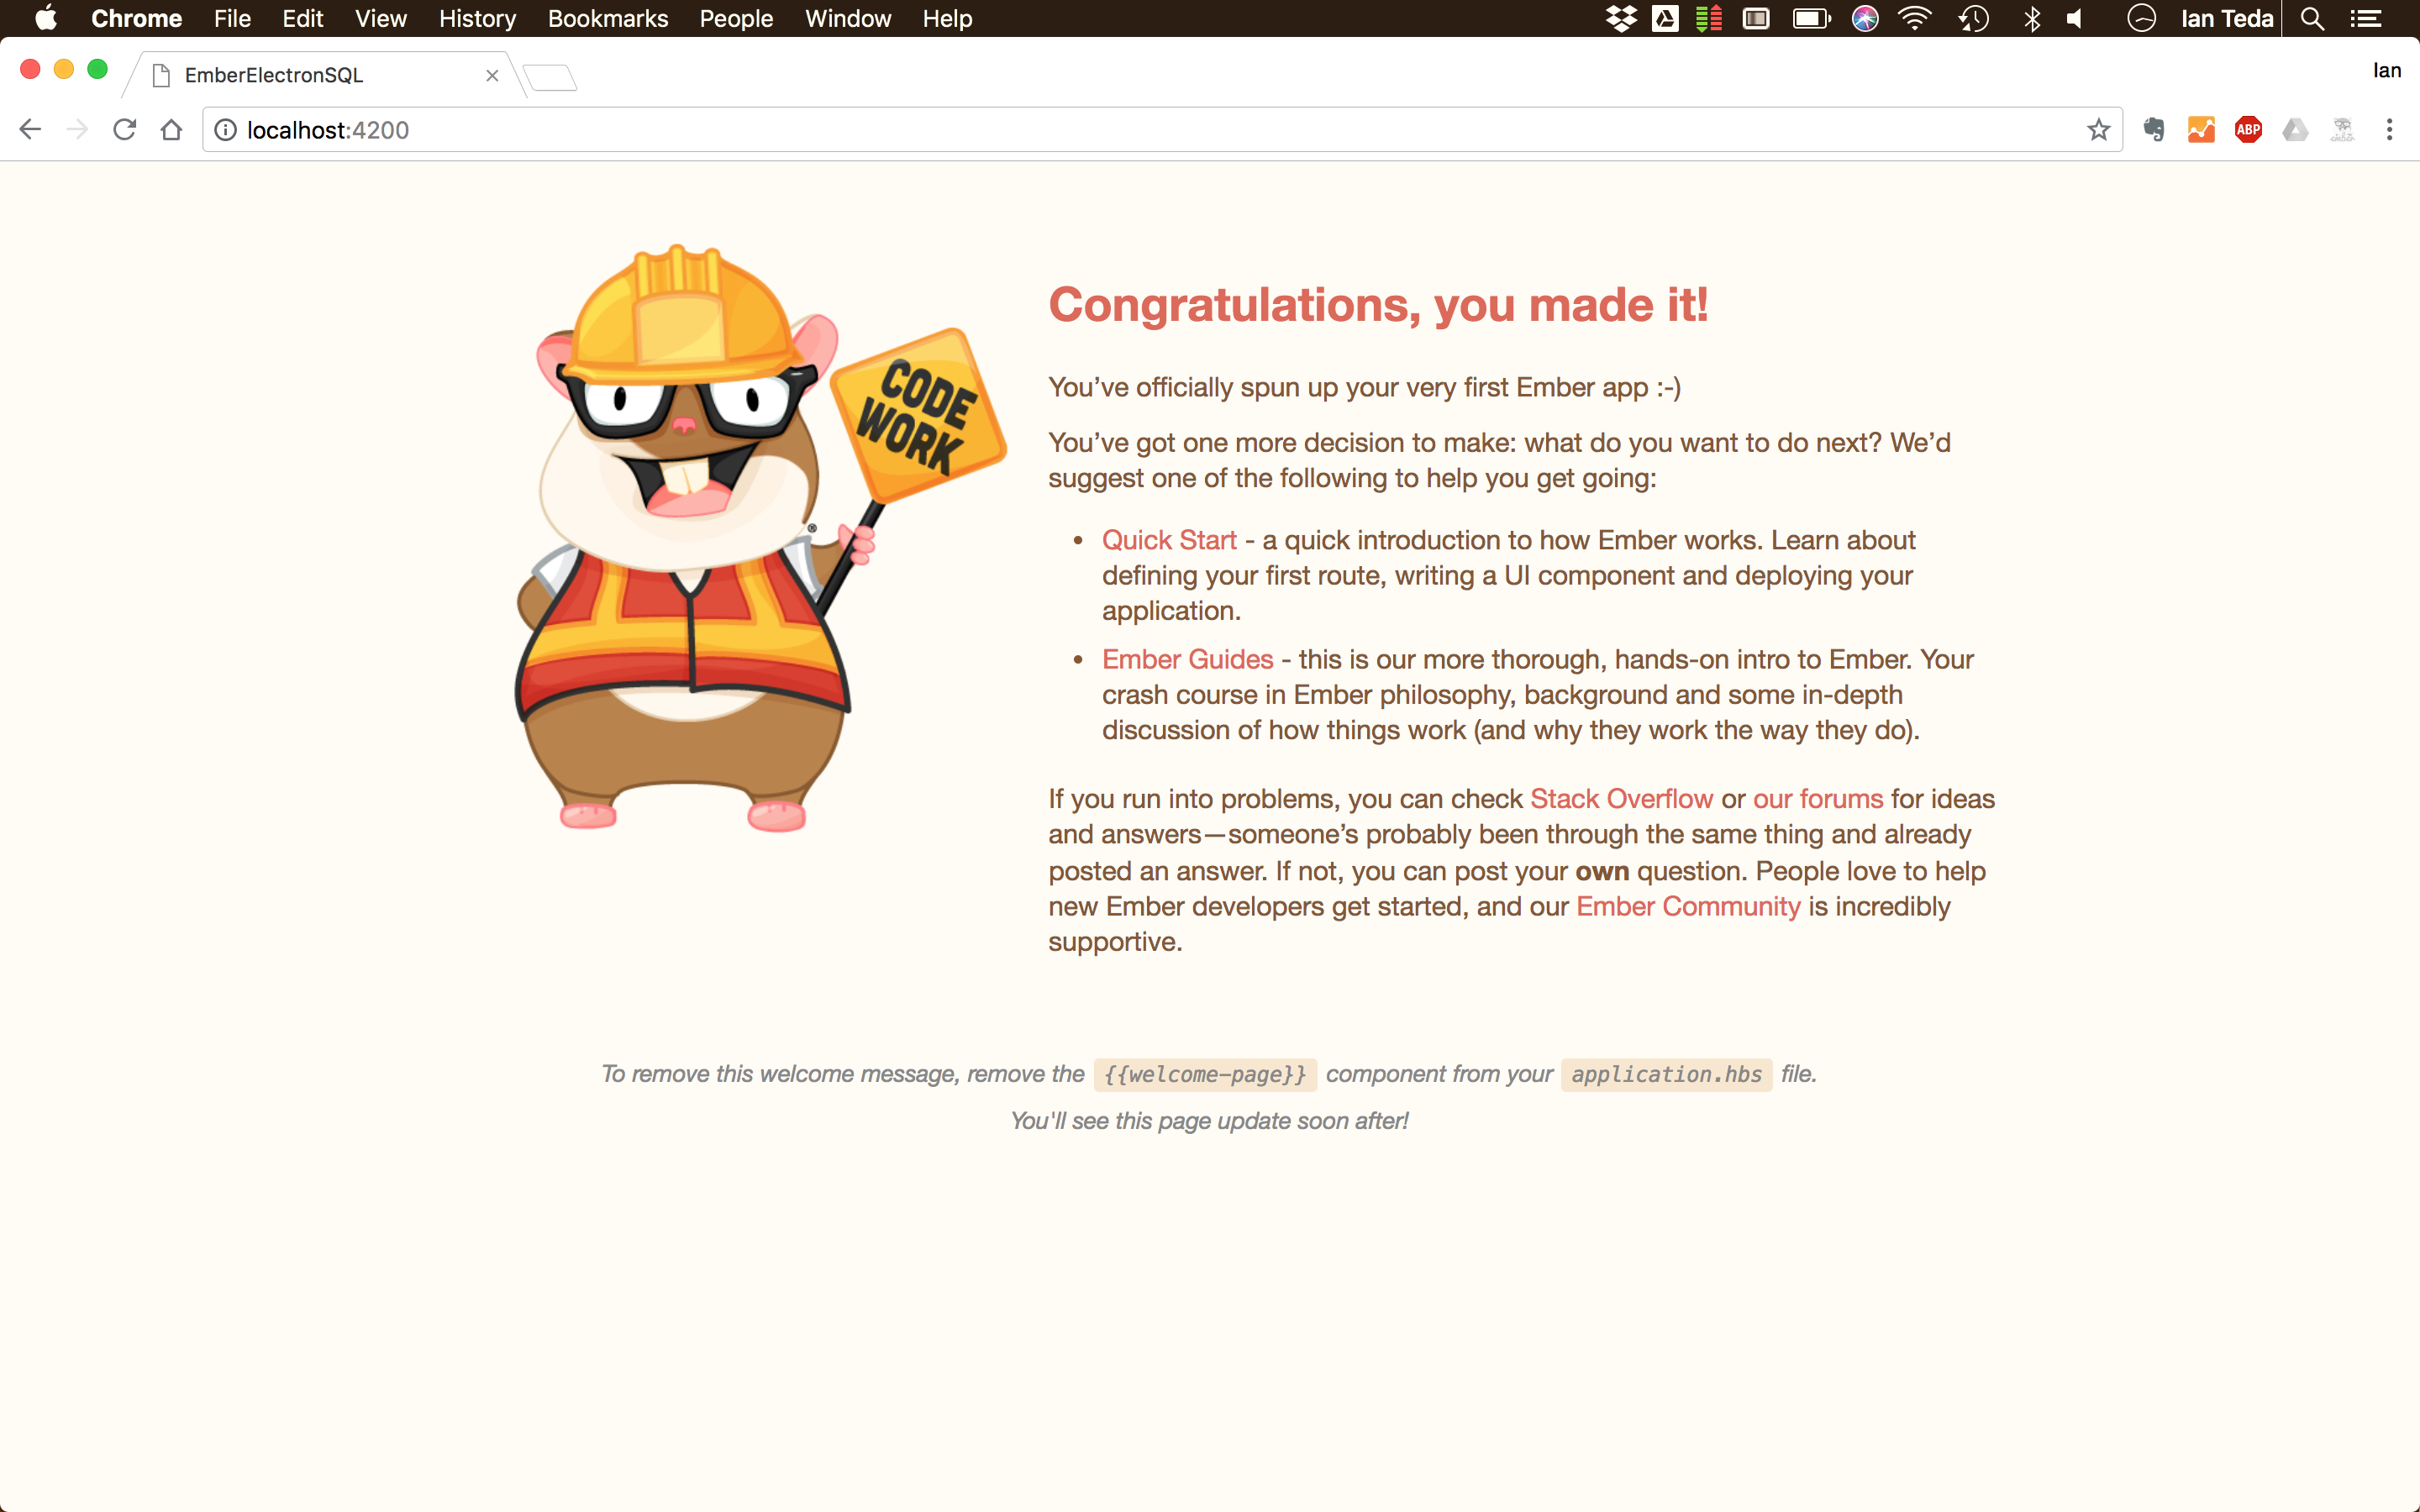 Chrome File Edit View History Bookmarks People Window Help Ian Teda
EmberElectronSQL Ian
localhost:4200
ABP
CODE
WORK
®
Congratulations, you made it!
You’ve officially spun up your very first Ember app :-)
You’ve got one more decision to make: what do you want to do next? We’d
suggest one of the following to help you get going:
• Quick Start - a quick introduction to how Ember works. Learn about
defining your first route, writing a UI component and deploying your
application.
• Ember Guides - this is our more thorough, hands-on intro to Ember. Your
crash course in Ember philosophy, background and some in-depth
discussion of how things work (and why they work the way they do).
If you run into problems, you can check Stack Overflow or our forums for ideas
and answers—someone’s probably been through the same thing and already
posted an answer. If not, you can post your own question. People love to help
new Ember developers get started, and our Ember Community is incredibly
supportive.
To remove this welcome message, remove the {{welcome-page}} component from your application.hbs file.
You'll see this page update soon after!